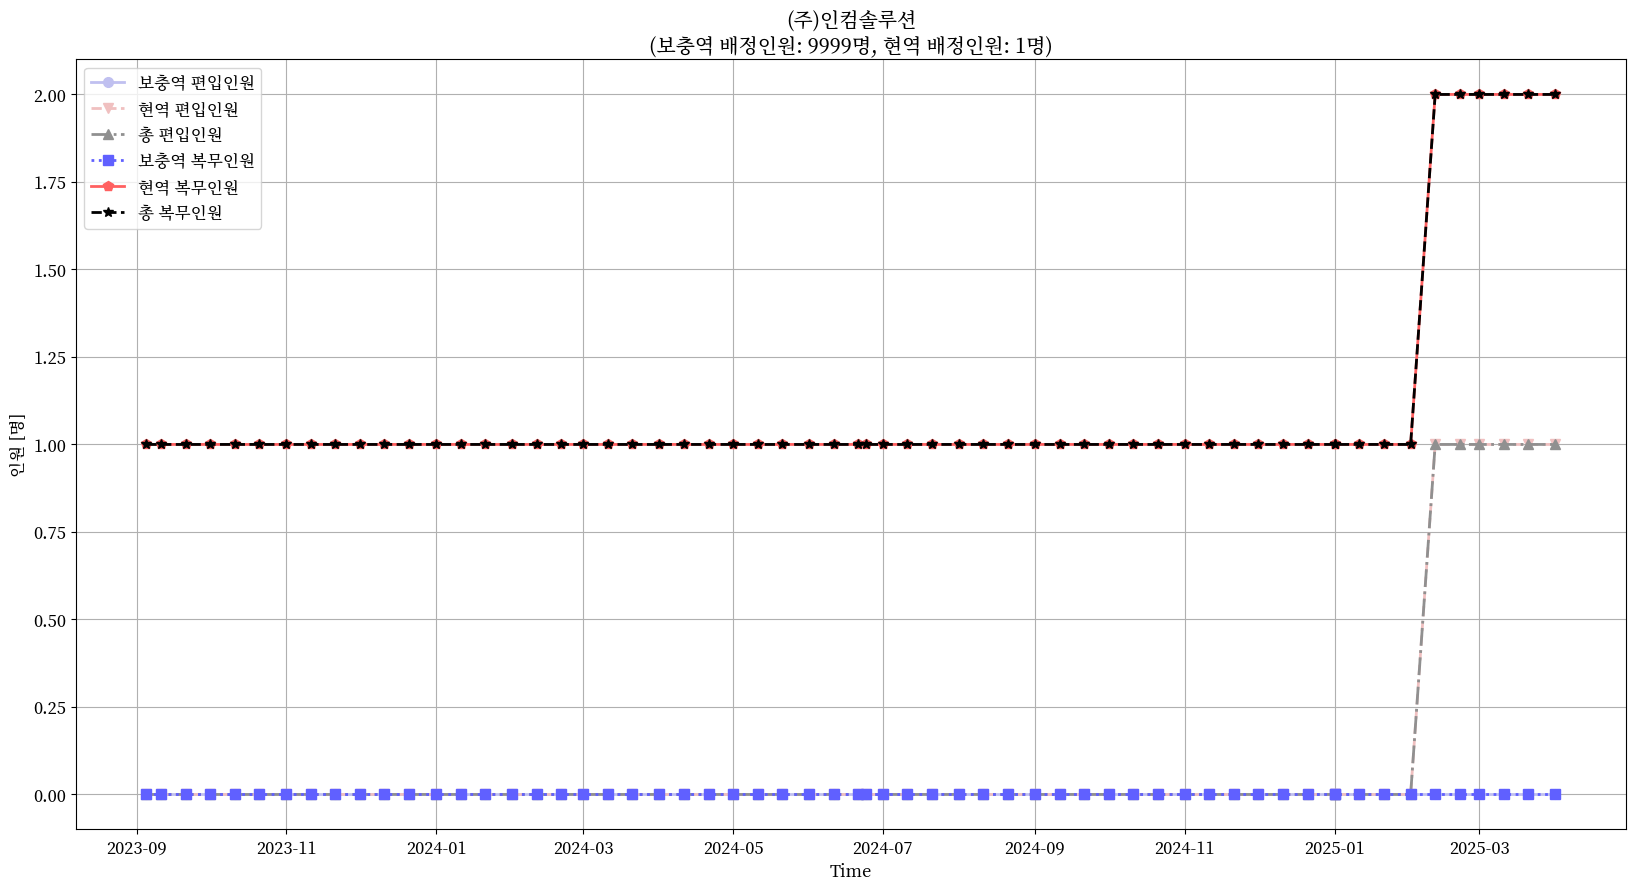 (주)인컴솔루션
(보충역 배정인원: 9999명, 현역 배정인원: 1명)
보충역 편입인원
현역 편입인원
총 편입인원
보충역 복무인원
현역 복무인원
총 복무인원
2.00
1.75
1.50
1.25
1.00
0.75
0.50
0.25
0.00
인원 [명]
2023-09 2023-11 2024-01 2024-03 2024-05 2024-07 2024-09 2024-11 2025-01 2025-03
Time